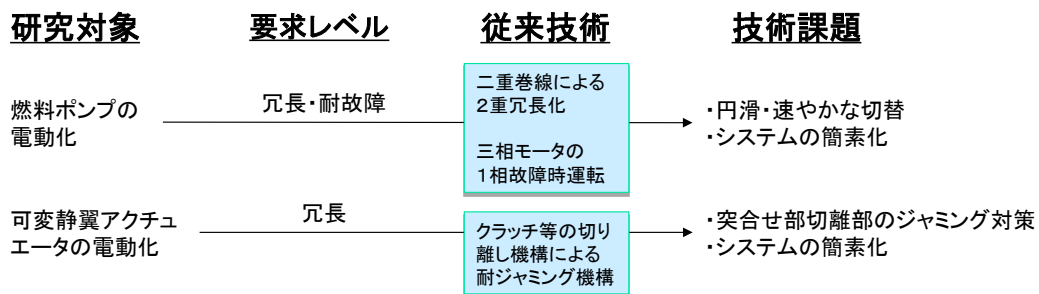 研究対象
要求レベル
従来技術
技術課題
燃料ポンプの
電動化
冗長・耐故障
二重巻線による
2重冗長化
三相モータの
1相故障時運転
・円滑・速やかな切替
・システムの簡素化
可変静翼アクチュ
エータの電動化
冗長
クラッチ等の切り
離し機構による
耐ジャミング機構
・突合せ部切離部のジャミング対策
・システムの簡素化